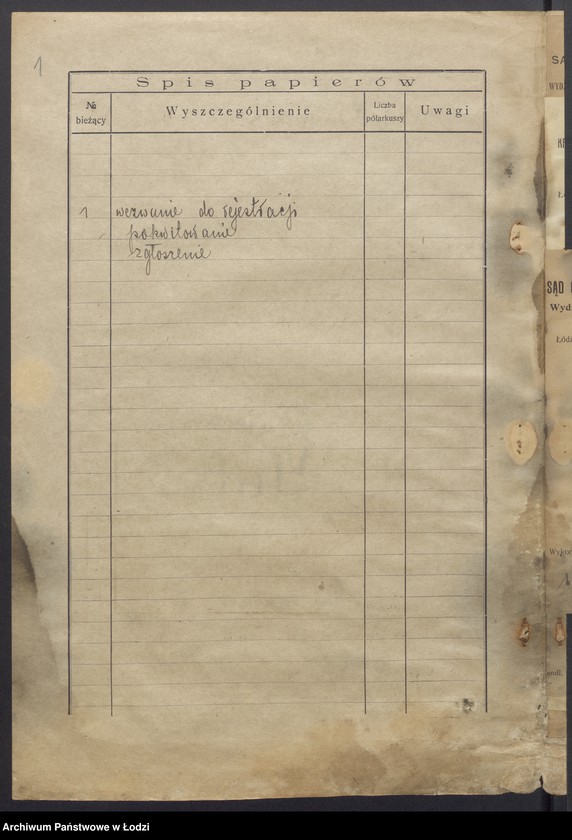 1
Spis papierów
№ bieżący
Wyszczególnienie
Liczba półarkuszy
Uwagi
1 wezwanie do rejestracji
pokwitowanie
zgłoszenie
SĄD
Wyd
Archiwum Państwowe w Łodzi